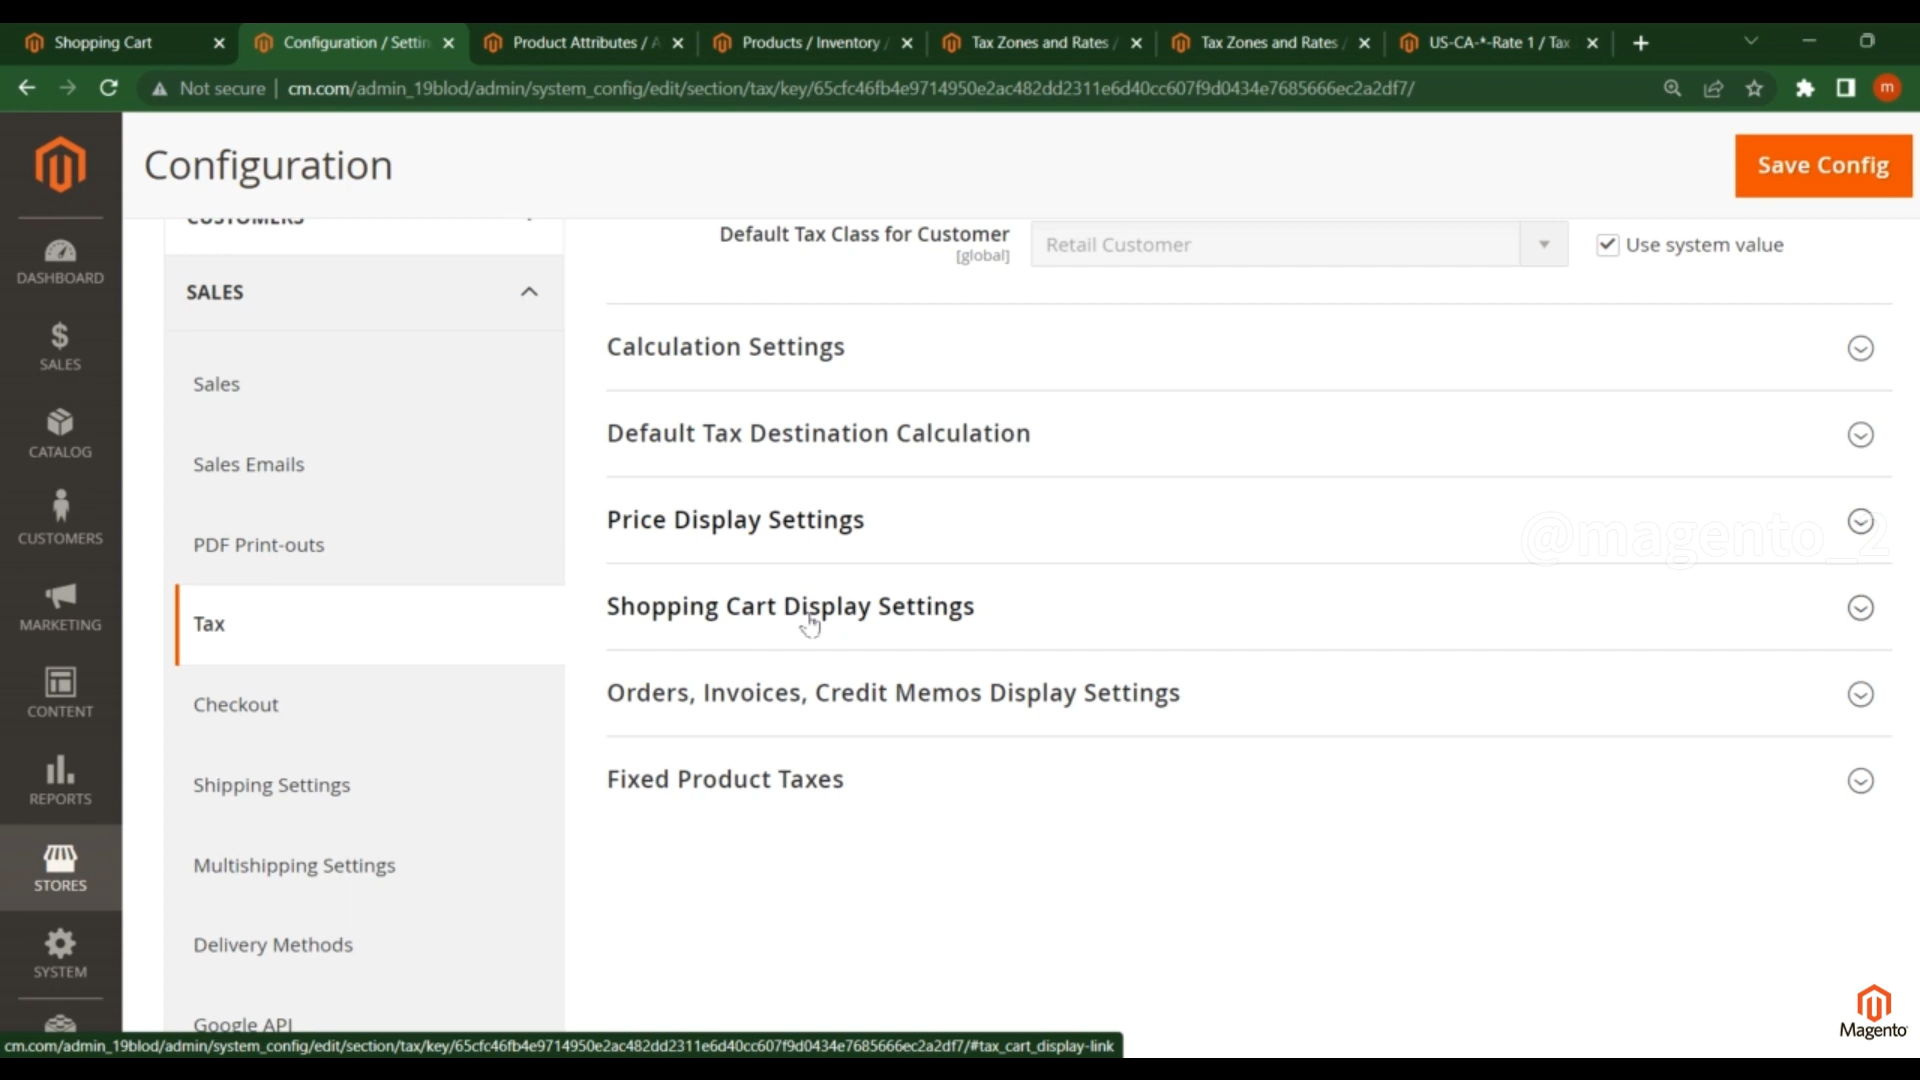 Shopping Cart
Configuration / Settin
Product Attributes / A
Products / Inventory /
Tax Zones and Rates /
Tax Zones and Rates /
US-CA-*-Rate 1 / Tax
Not secure | cm.com/admin_19blod/admin/system_config/edit/section/tax/key/65cfc46fb4e9714950e2ac482dd2311e6d40cc607f9d0434e7685666ec2a2df7/
m
Configuration
Save Config
CUSTOMERS
Default Tax Class for Customer
[global]
Retail Customer
Use system value
DASHBOARD
SALES
CATALOG
CUSTOMERS
MARKETING
CONTENT
REPORTS
STORES
SYSTEM
SALES
Sales
Sales Emails
PDF Print-outs
Tax
Checkout
Shipping Settings
Multishipping Settings
Delivery Methods
Google API
Calculation Settings
Default Tax Destination Calculation
Price Display Settings
@magento_2
Shopping Cart Display Settings
Orders, Invoices, Credit Memos Display Settings
Fixed Product Taxes
Magento
cm.com/admin_19blod/admin/system_config/edit/section/tax/key/65cfc46fb4e9714950e2ac482dd2311e6d40cc607f9d0434e7685666ec2a2df7/#tax_cart_display-link